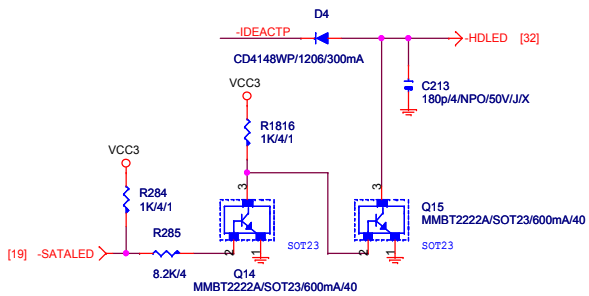 D4
-IDEACTP
-HDLED [32]
CD4148WP/1206/300mA
VCC3
C213
180p/4/NPO/50V/J/X
R1816
1K/4/1
VCC3
R284
1K/4/1
3
3
Q15
MMBT2222A/SOT23/600mA/40
R285
SOT23
SOT23
[19] -SATALED
2
1
2
1
8.2K/4
Q14
MMBT2222A/SOT23/600mA/40